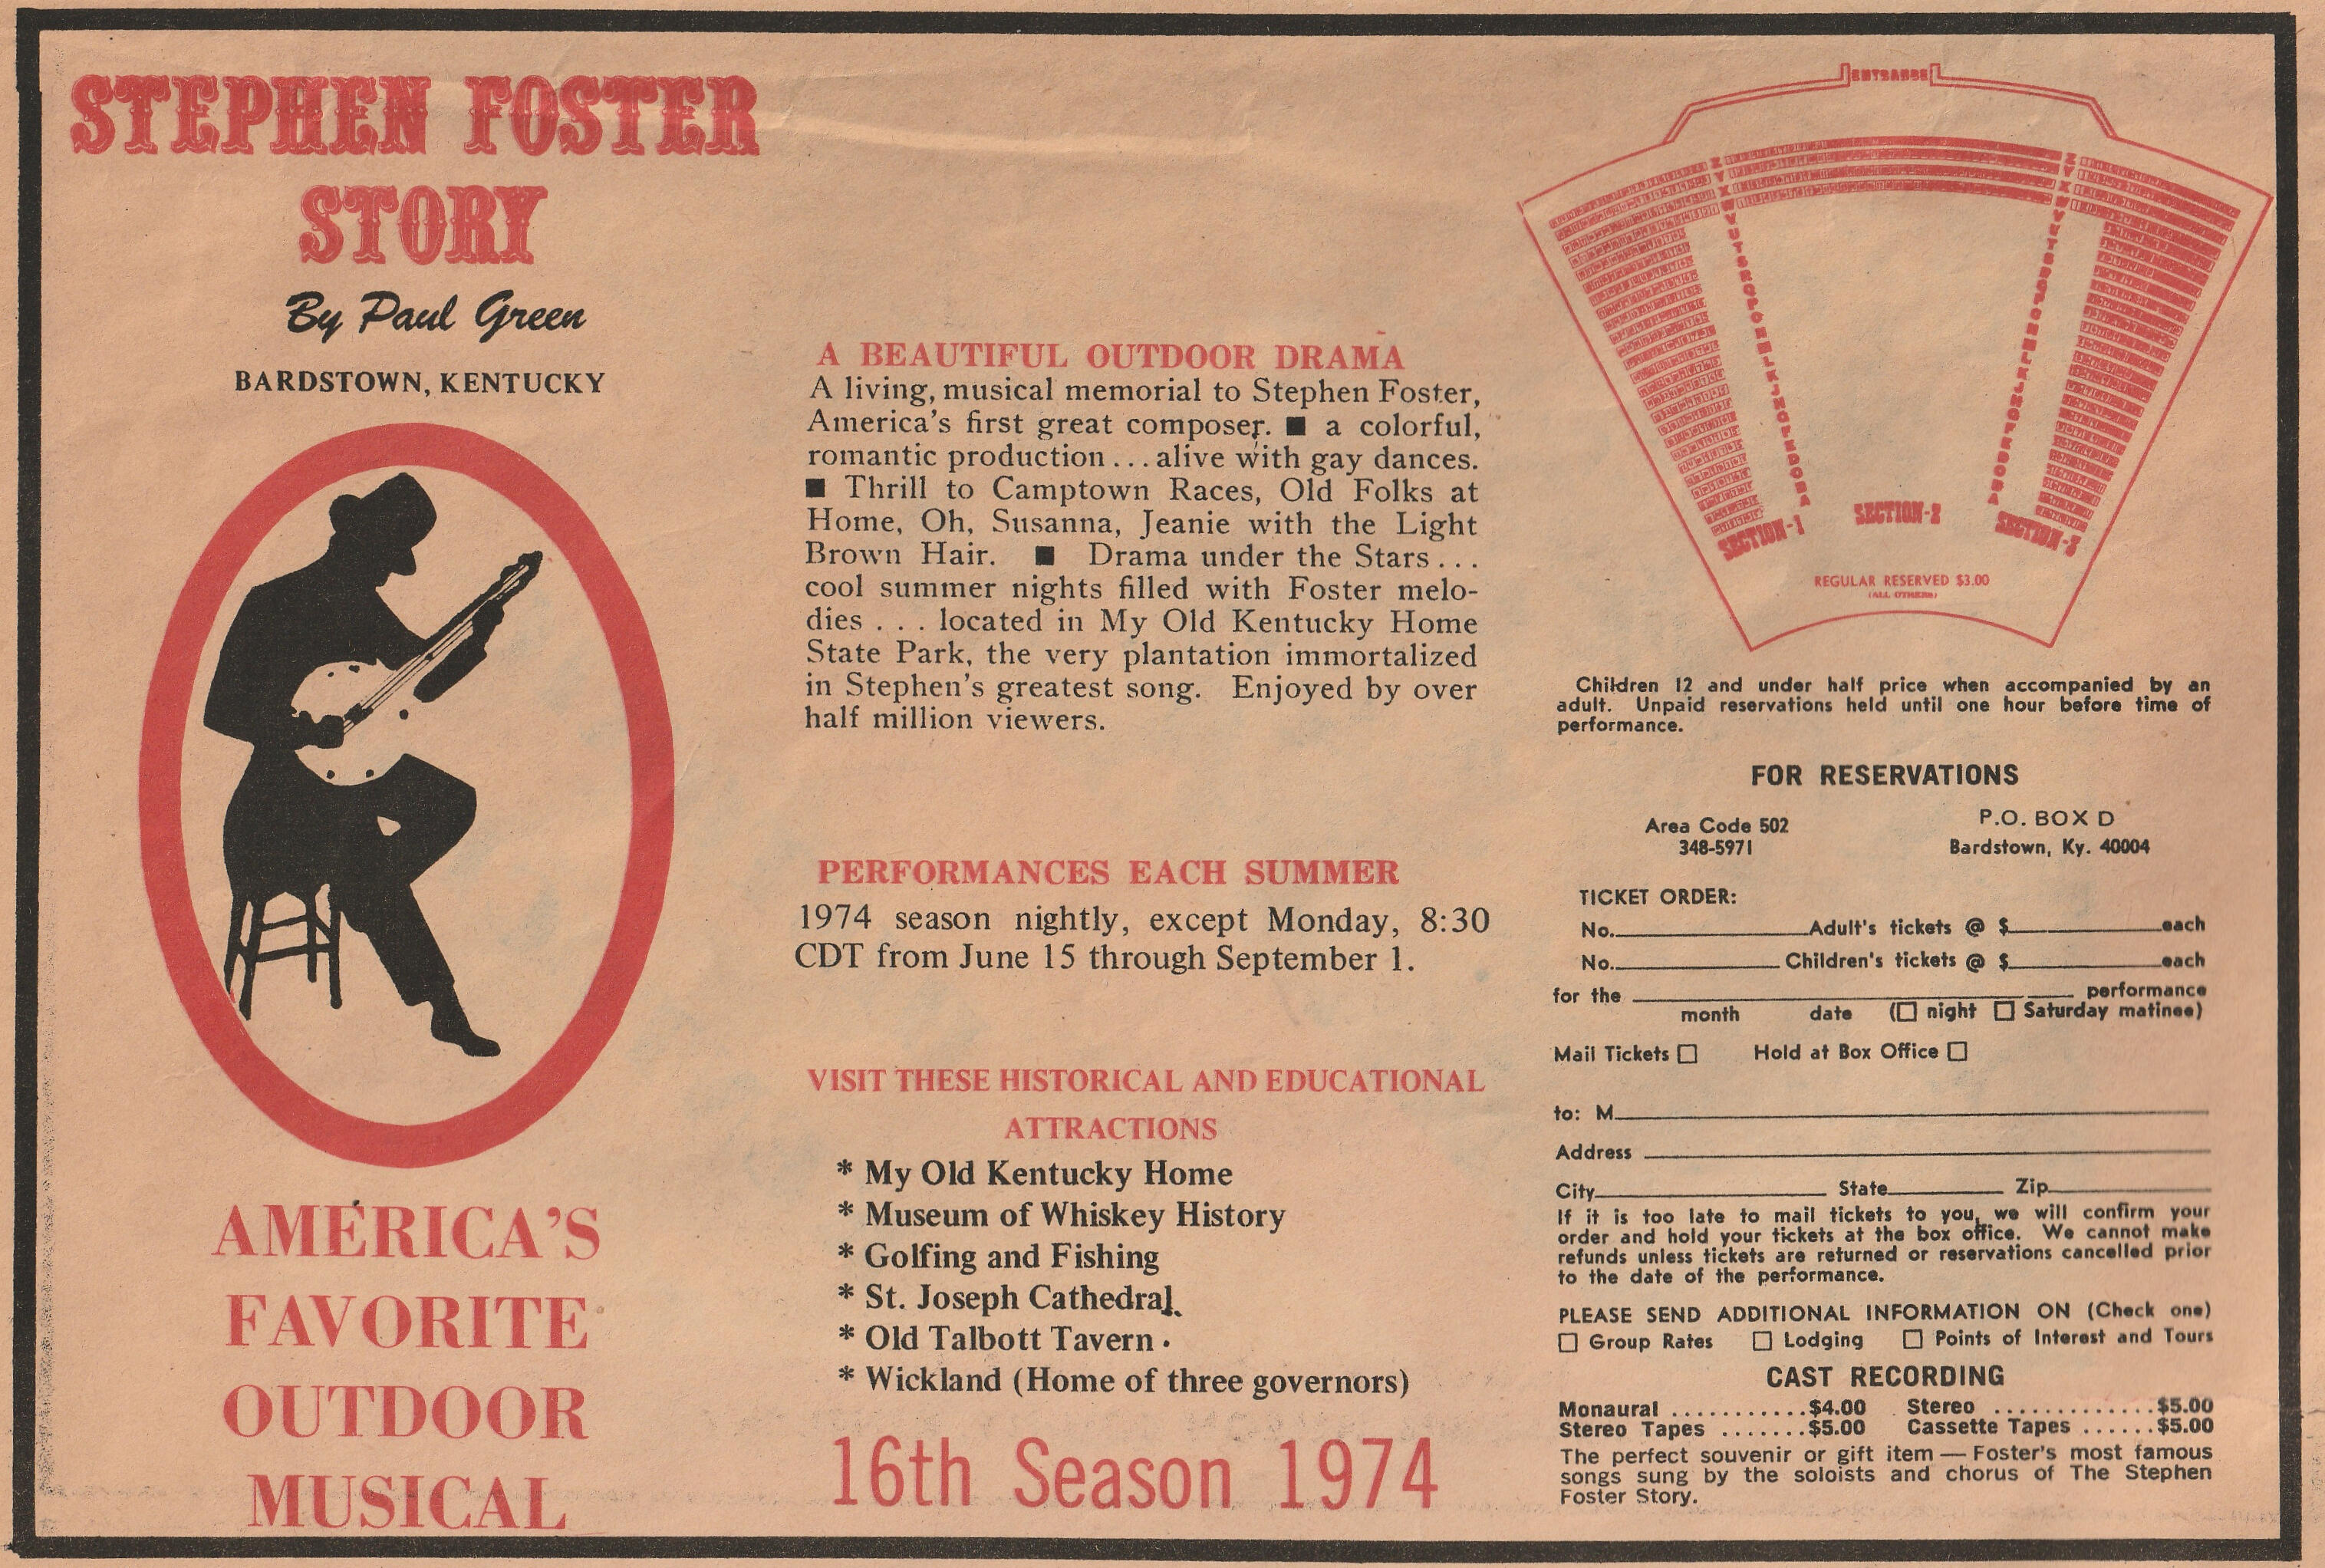 STEPHEN FOSTER
STORY
By Paul Green
BARDSTOWN, KENTUCKY
AMERICA'S
FAVORITE
OUTDOOR
MUSICAL
A BEAUTIFUL OUTDOOR DRAMA
A living, musical memorial to Stephen Foster,
America's first great composer. ■ a colorful,
romantic production...alive with gay dances.
■ Thrill to Camptown Races, Old Folks at
Home, Oh, Susanna, Jeanie with the Light
Brown Hair. ■ Drama under the Stars...
cool summer nights filled with Foster melo-
dies . . . located in My Old Kentucky Home
State Park, the very plantation immortalized
in Stephen's greatest song. Enjoyed by over
half million viewers.
PERFORMANCES EACH SUMMER
1974 season nightly, except Monday, 8:30
CDT from June 15 through September 1.
VISIT THESE HISTORICAL AND EDUCATIONAL
ATTRACTIONS
* My Old Kentucky Home
* Museum of Whiskey History
* Golfing and Fishing
* St. Joseph Cathedral
* Old Talbott Tavern
* Wickland (Home of three governors)
16th Season 1974
ENTRANCE
SECTION-1
SECTION-2
SECTION-3
REGULAR RESERVED $3.00
(ALL OTHERS)
Children 12 and under half price when accompanied by an
adult. Unpaid reservations held until one hour before time of
performance.
FOR RESERVATIONS
Area Code 502
348-5971
P.O. BOX D
Bardstown, Ky. 40004
TICKET ORDER:
No. Adult's tickets @ $ each
No. Children's tickets @ $ each
for the performance
month date (☐ night ☐ Saturday matinee)
Mail Tickets ☐ Hold at Box Office ☐
to: M
Address
City State Zip
If it is too late to mail tickets to you, we will confirm your
order and hold your tickets at the box office. We cannot make
refunds unless tickets are returned or reservations cancelled prior
to the date of the performance.
PLEASE SEND ADDITIONAL INFORMATION ON (Check one)
☐ Group Rates ☐ Lodging ☐ Points of Interest and Tours
CAST RECORDING
Monaural ...........$4.00 Stereo .............$5.00
Stereo Tapes .......$5.00 Cassette Tapes ......$5.00
The perfect souvenir or gift item — Foster's most famous
songs sung by the soloists and chorus of The Stephen
Foster Story.